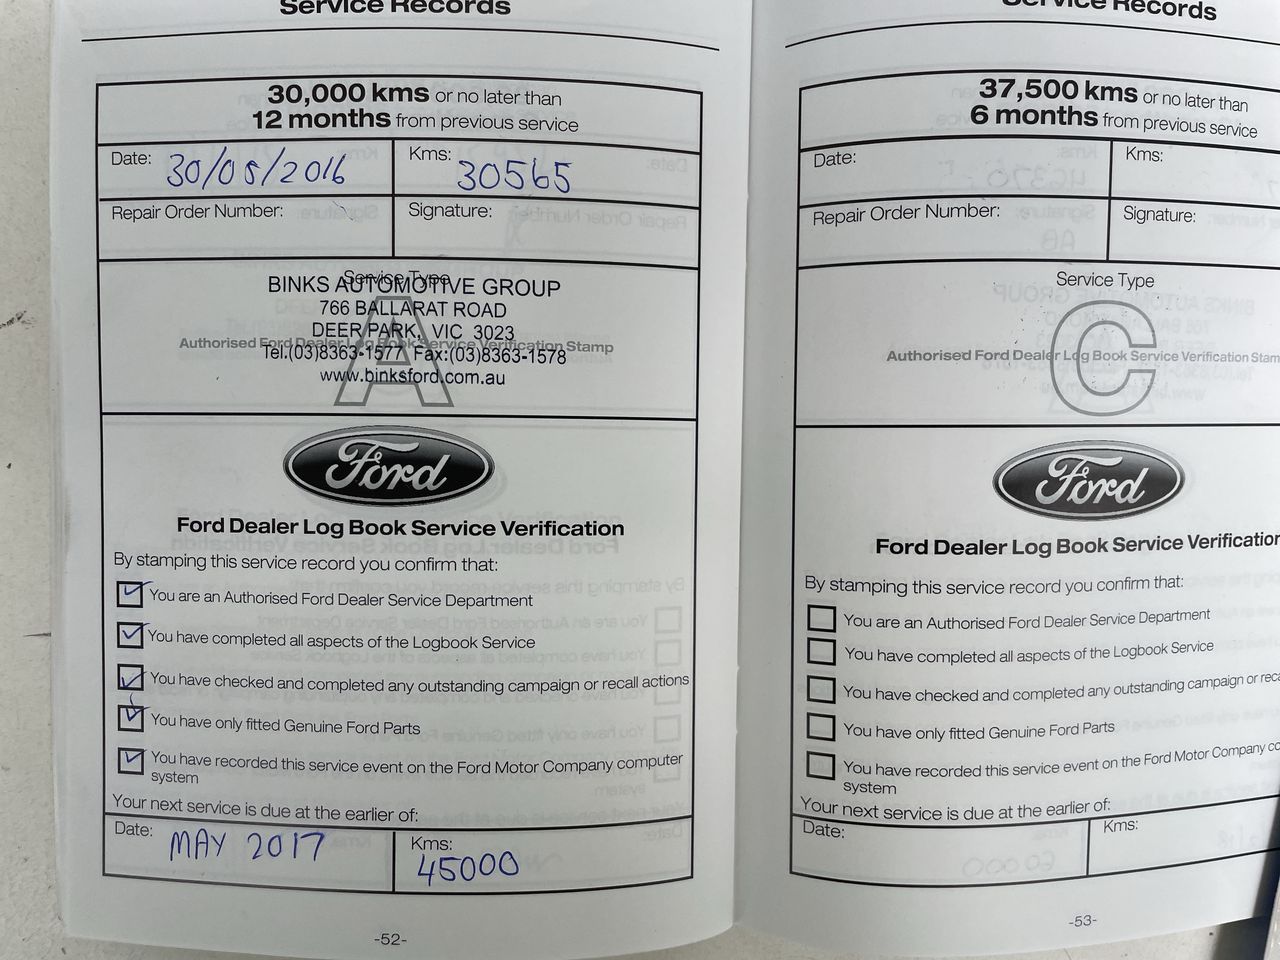 Service Records
30,000 kms or no later than
12 months from previous service
Date: 30/05/2016
Kms: 30565
Repair Order Number:
Signature:
Service Type
A
Authorised Ford Dealer Log Book Service Verification Stamp
BINKS AUTOMOTIVE GROUP
766 BALLARAT ROAD
DEER PARK, VIC 3023
Tel.(03)8363-1577 Fax:(03)8363-1578
www.binksford.com.au
Ford
Ford Dealer Log Book Service Verification
By stamping this service record you confirm that:
You are an Authorised Ford Dealer Service Department
You have completed all aspects of the Logbook Service
You have checked and completed any outstanding campaign or recall actions
You have only fitted Genuine Ford Parts
You have recorded this service event on the Ford Motor Company computer
system
Your next service is due at the earlier of:
Date: MAY 2017
Kms: 45000
-52-
Service Records
37,500 kms or no later than
6 months from previous service
Date:
Kms:
Repair Order Number:
Signature:
Service Type
C
Authorised Ford Dealer Log Book Service Verification Stam
Ford
Ford Dealer Log Book Service Verification
By stamping this service record you confirm that:
You are an Authorised Ford Dealer Service Department
You have completed all aspects of the Logbook Service
You have checked and completed any outstanding campaign or reca
You have only fitted Genuine Ford Parts
You have recorded this service event on the Ford Motor Company co
system
Your next service is due at the earlier of:
Date:
Kms:
-53-